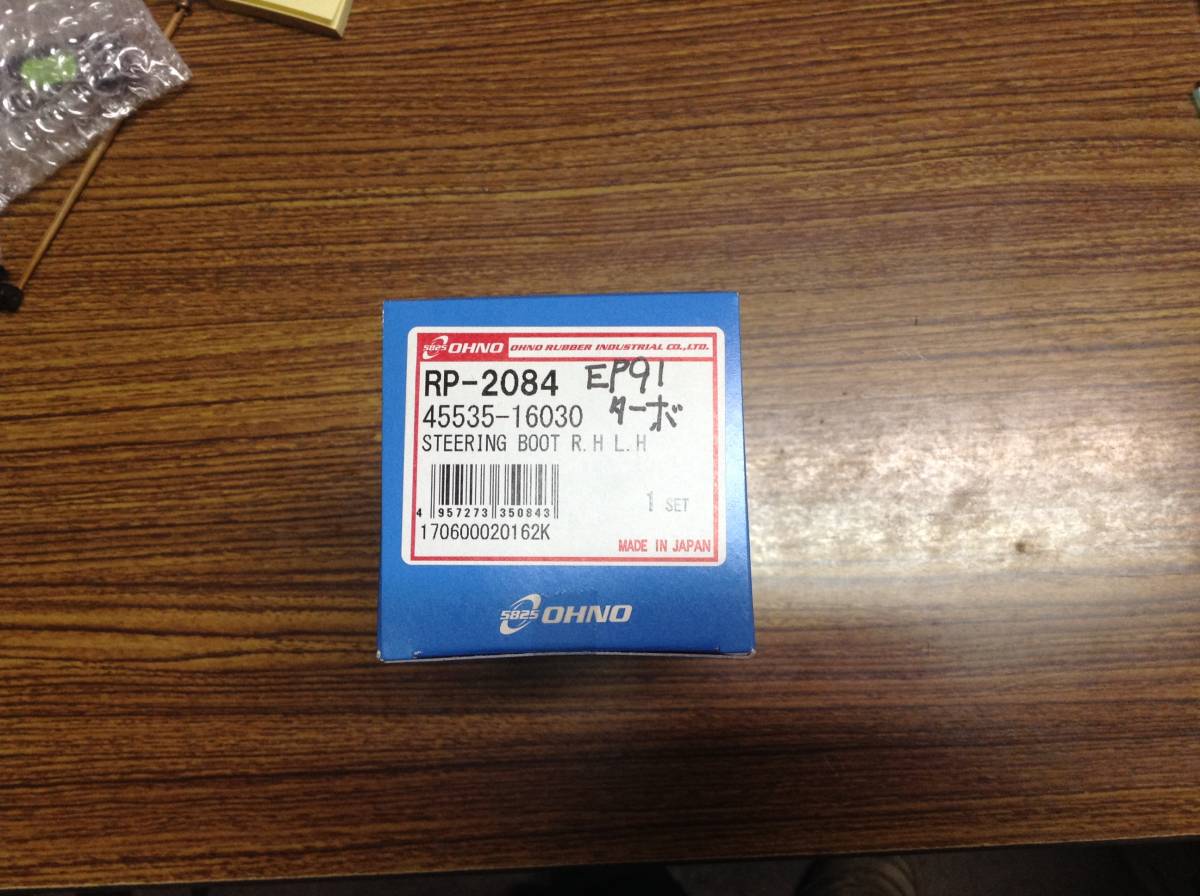 5825 OHNO OHNO RUBBER INDUSTRIAL CO.,LTD.
RP-2084 EP91
45535-16030 ターボ
STEERING BOOT R.H L.H
4 957273 350843
1 SET
170600020162K
MADE IN JAPAN
5825 OHNO